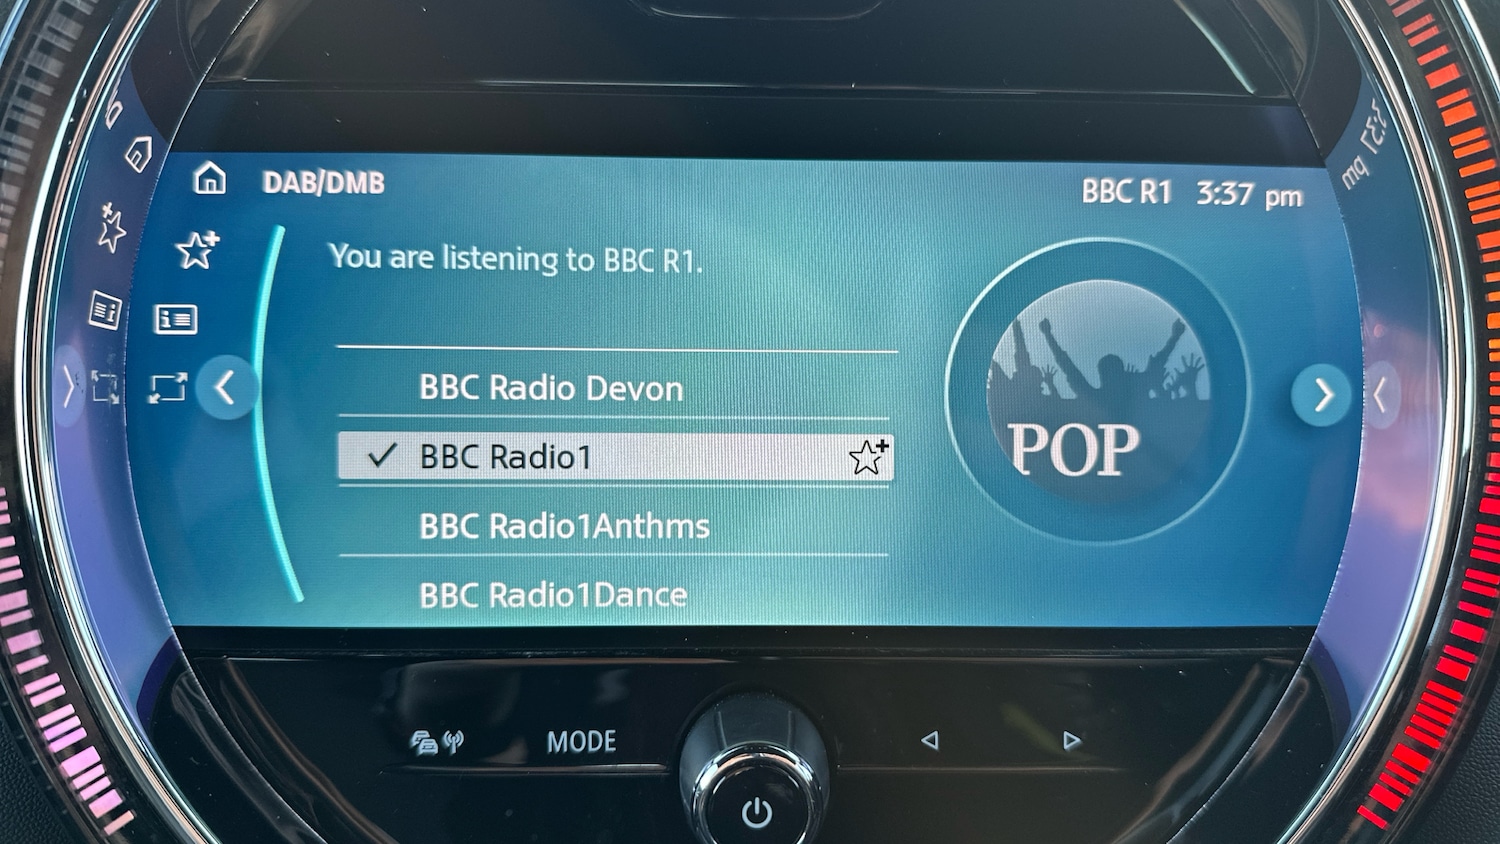 DAB/DMB
BBC R1 3:37 pm
You are listening to BBC R1.
BBC Radio Devon
BBC Radio1
BBC Radio1Anthms
BBC Radio1Dance
POP
MODE